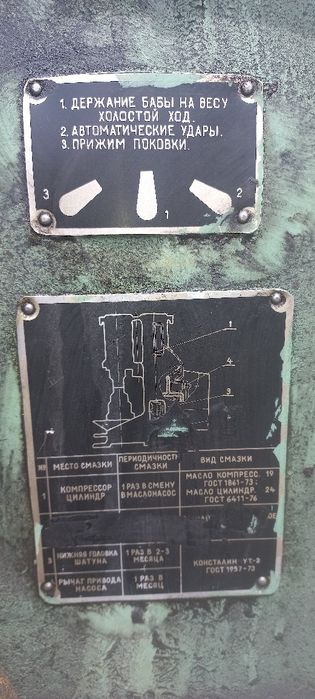 1. ДЕРЖАНИЕ БАБЫ НА ВЕСУ
ХОЛОСТОЙ ХОД.
2. АВТОМАТИЧЕСКИЕ УДАРЫ.
3. ПРИЖИМ ПОКОВКИ.
3
1
2
1
4
3
МЕСТО СМАЗКИ
ПЕРИОДИЧНОСТЬ
СМАЗКИ
ВИД СМАЗКИ
1
КОМПРЕССОР
ЦИЛИНДР
1 РАЗ В СМЕНУ
В МАСЛОНАСОС
МАСЛО КОМПРЕСС. 19
ГОСТ 1861-73;
МАСЛО ЦИЛИНДР. 24
ГОСТ 6411-76
3
НИЖНЯЯ ГОЛОВКА
ШАТУНА
1 РАЗ В 2-3
МЕСЯЦА
РЫЧАГ ПРИВОДА
НАСОСА
1 РАЗ В
МЕСЯЦ
КОНСТАЛИН УТ-2
ГОСТ 1957-73